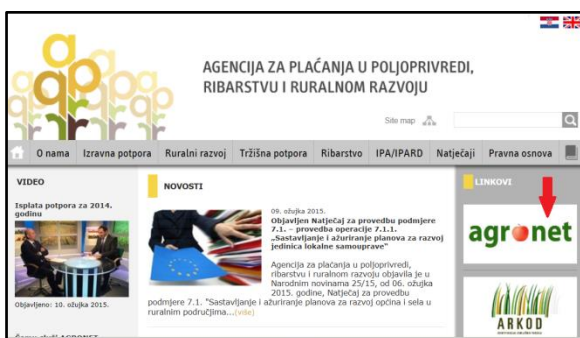 AGENCIJA ZA PLAĆANJA U POLJOPRIVREDI,
RIBARSTVU I RURALNOM RAZVOJU
Site map
O nama Izravna potpora Ruralni razvoj Tržišna potpora Ribarstvo IPA/IPARD Natječaji Pravna osnova
VIDEO
Isplata potpora za 2014.
godinu
Objavljeno: 10. ožujka 2015.
NOVOSTI
09. ožujka 2015.
Objavljen Natječaj za provedbu podmjere
7.1. – provedba operacije 7.1.1.
„Sastavljanje i ažuriranje planova za razvoj
jedinica lokalne samouprave"
Agencija za plaćanja u poljoprivredi,
ribarstvu i ruralnom razvoju objavila je u
Narodnim novinama 25/15, od 06. ožujka
2015. godine, Natječaj za provedbu
podmjere 7.1. "Sastavljanje i ažuriranje planova za razvoj općina i sela u
ruralnim područjima...(više)
LINKOVI
agronet
ARKOD